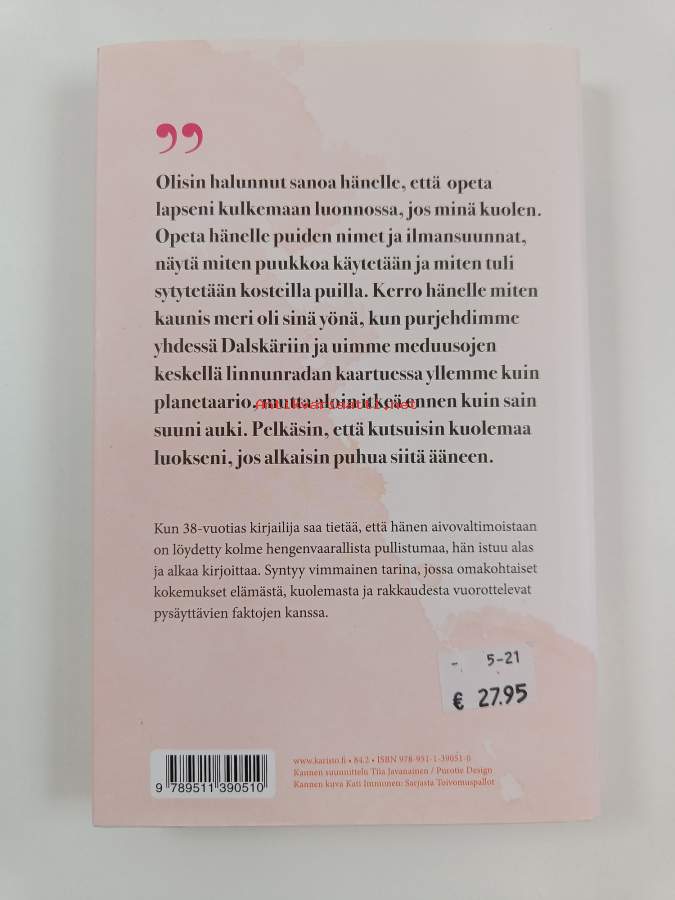 ”
Olisin halunnut sanoa hänelle, että opeta
lapseni kulkemaan luonnossa, jos minä kuolen.
Opeta hänelle puiden nimet ja ilmansuunnat,
näytä miten puukkoa käytetään ja miten tuli
sytytetään kosteilla puilla. Kerro hänelle miten
kaunis meri oli sinä yönä, kun purjehdimme
yhdessä Dalskäriin ja uimme meduusojen
keskellä linnunradan kaartuessa yllemme kuin
planetaario, mutta aloin itkeä ennen kuin sain
Antikvariaatti.net
suuni auki. Pelkäsin, että kutsuisin kuolemaa
luokseni, jos alkaisin puhua siitä ääneen.
Kun 38-vuotias kirjailija saa tietää, että hänen aivovaltimoistaan
on löydetty kolme hengenvaarallista pullistumaa, hän istuu alas
ja alkaa kirjoittaa. Syntyy vimmainen tarina, jossa omakohtaiset
kokemukset elämästä, kuolemasta ja rakkaudesta vuorottelevat
pysäyttävien faktojen kanssa.
- 5-21
€ 27.95
www.karisto.fi • 84.2 • ISBN 978-951-1-39051-0
Kannen suunnittelu Tiia Javanainen / Purotie Design
Kannen kuva Kati Immonen: Sarjasta Toivomuspallot
9 789511 390510